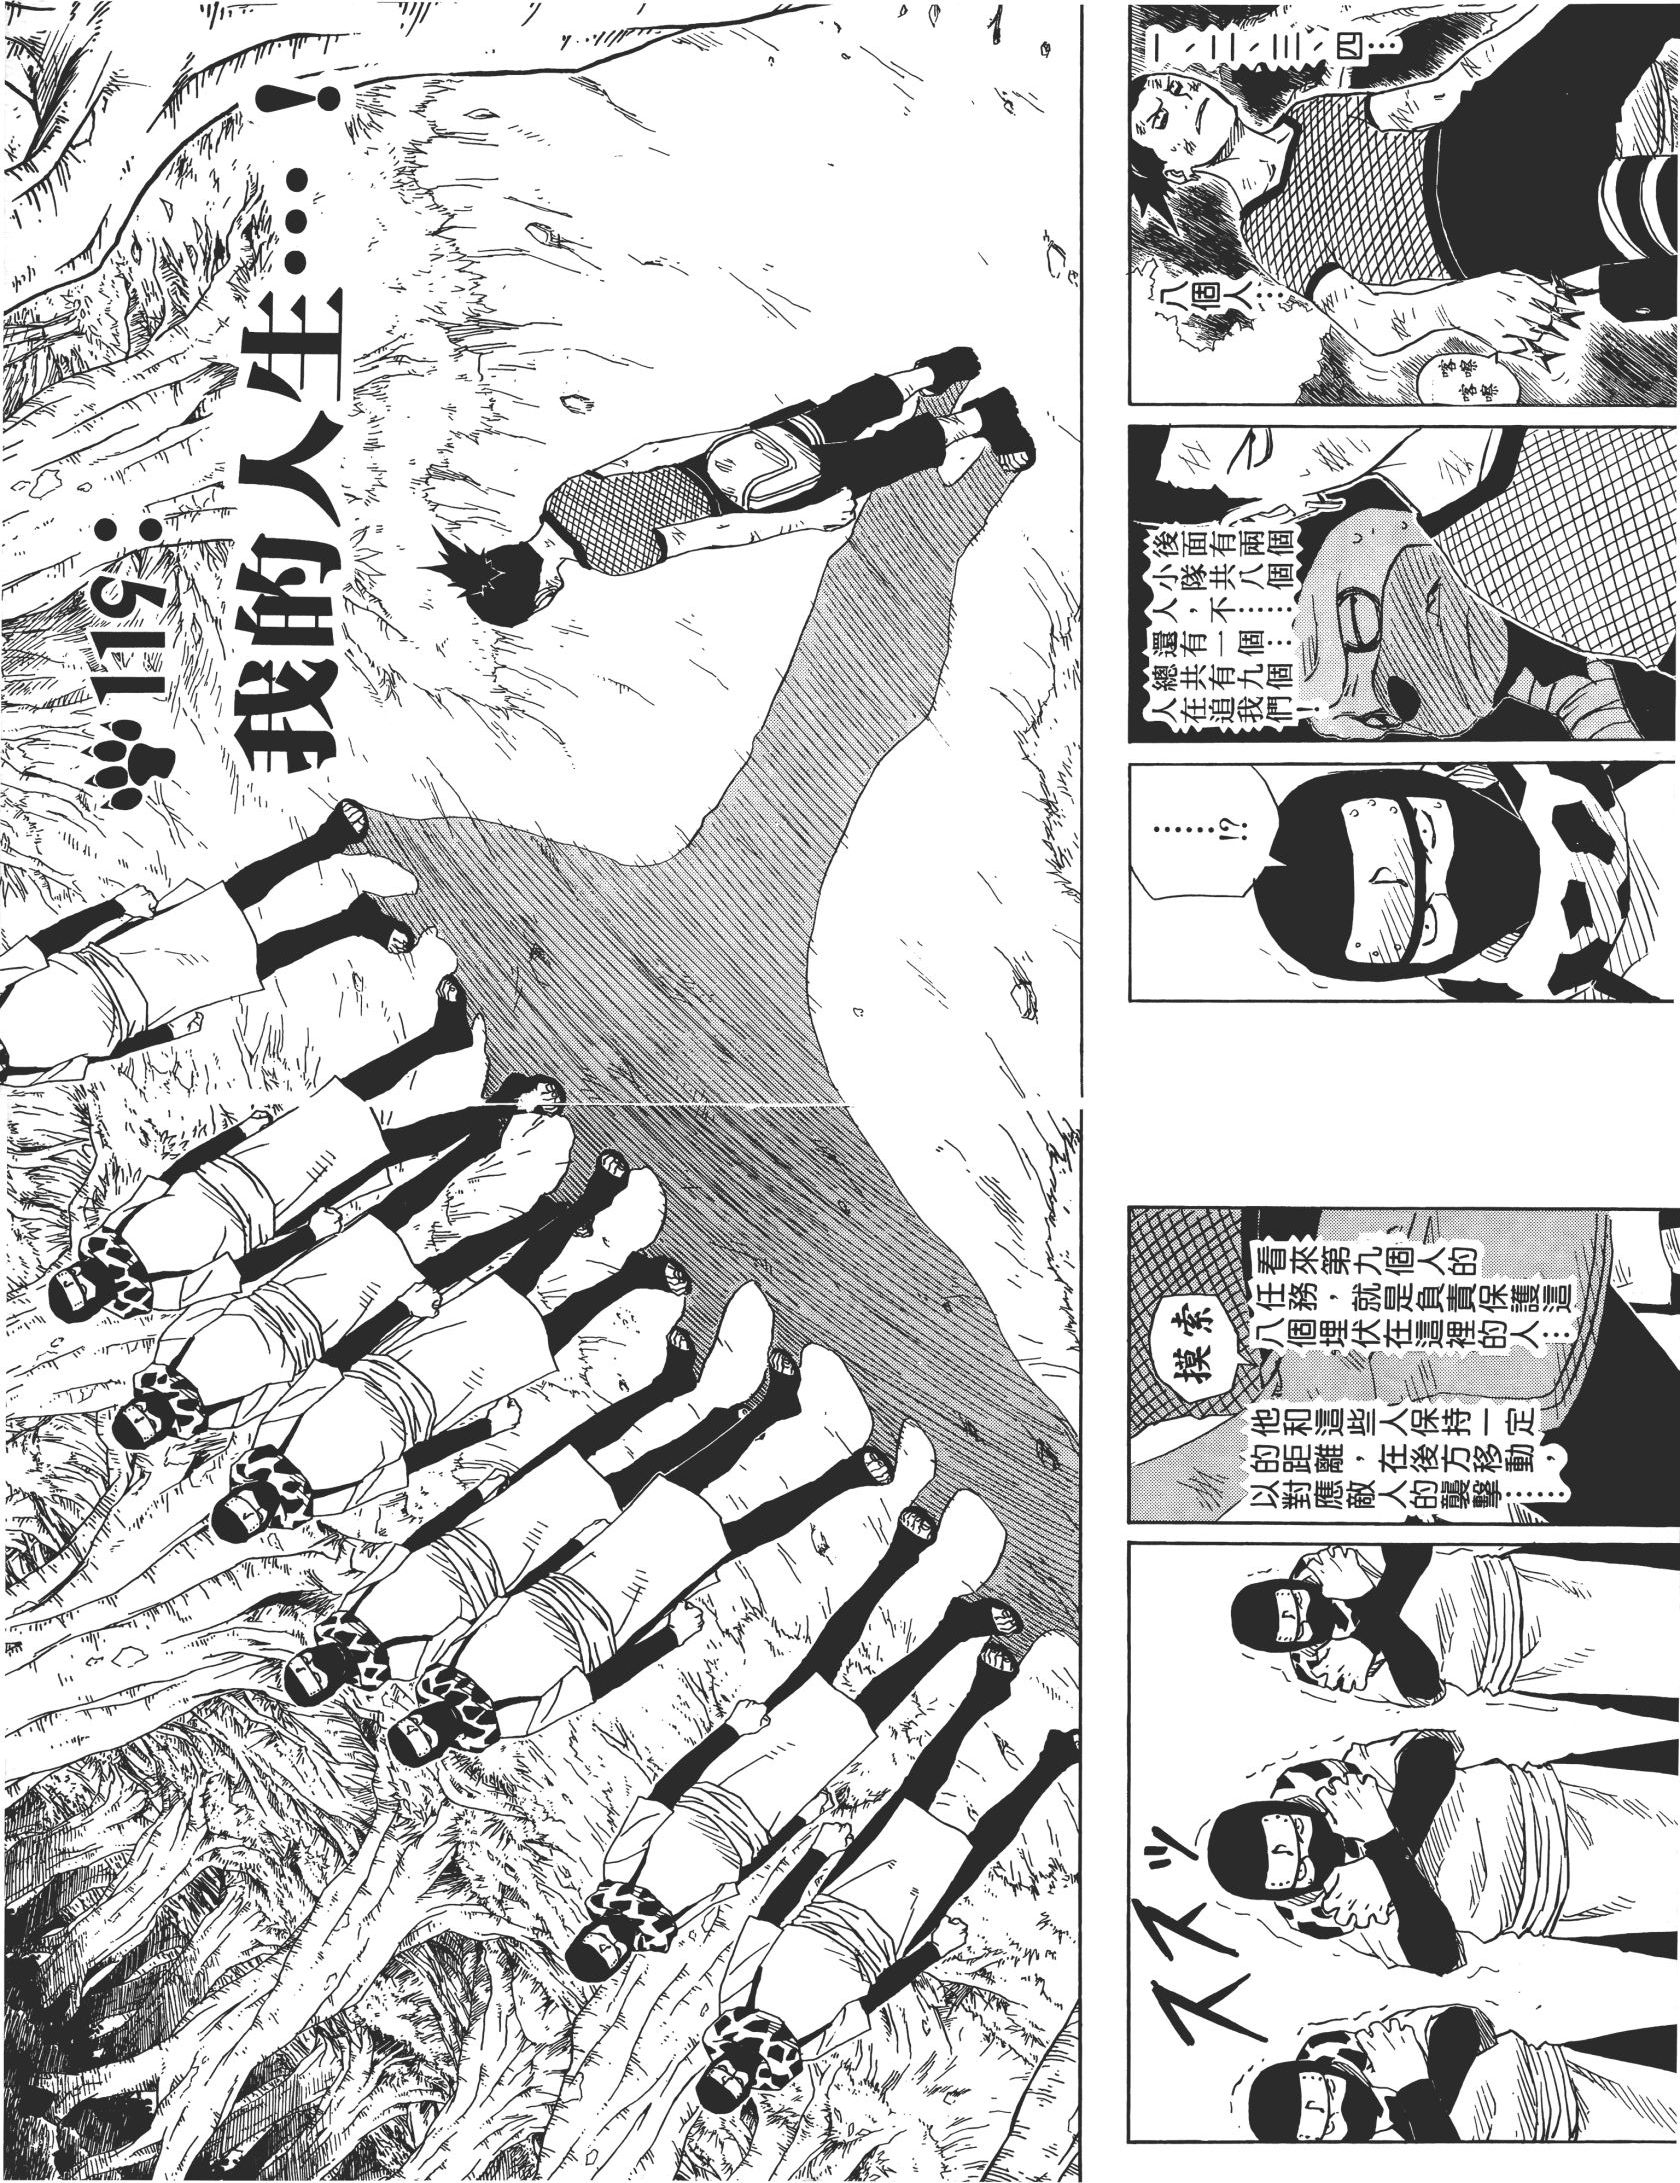 119：
我的人生……！
一、二、三、四…
八個人…
喀嚓
喀嚓
後面有兩個
小隊共八個
人，不……
還有一個…
總共有九個
人在追我們！
……!?
看來第九個人的
任務，就是負責保護這
八個埋伏在這裡的人…
摸索
他和這些人保持一定
的距離，在後方移動，
以對應敵人的襲擊……
ススッ